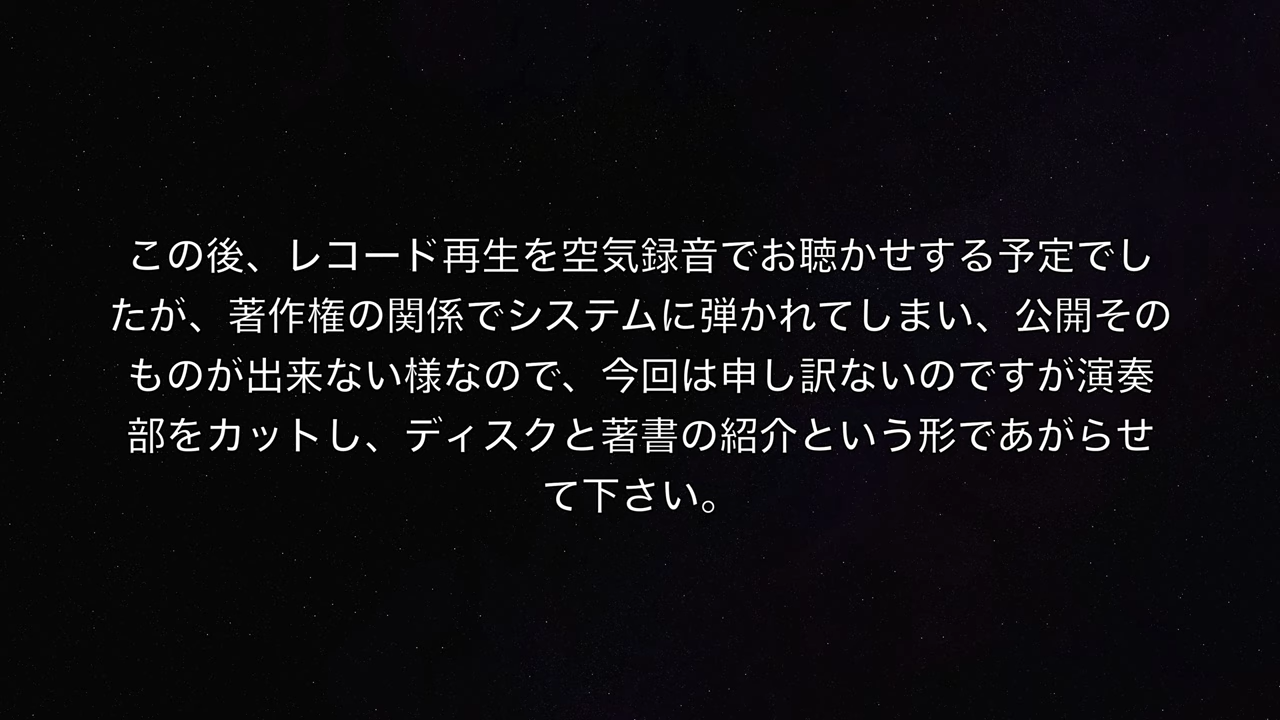 この後、レコード再生を空気録音でお聴かせする予定でし
たが、著作権の関係でシステムに弾かれてしまい、公開その
ものが出来ない様なので、今回は申し訳ないのですが演奏
部をカットし、ディスクと著書の紹介という形であがらせ
て下さい。